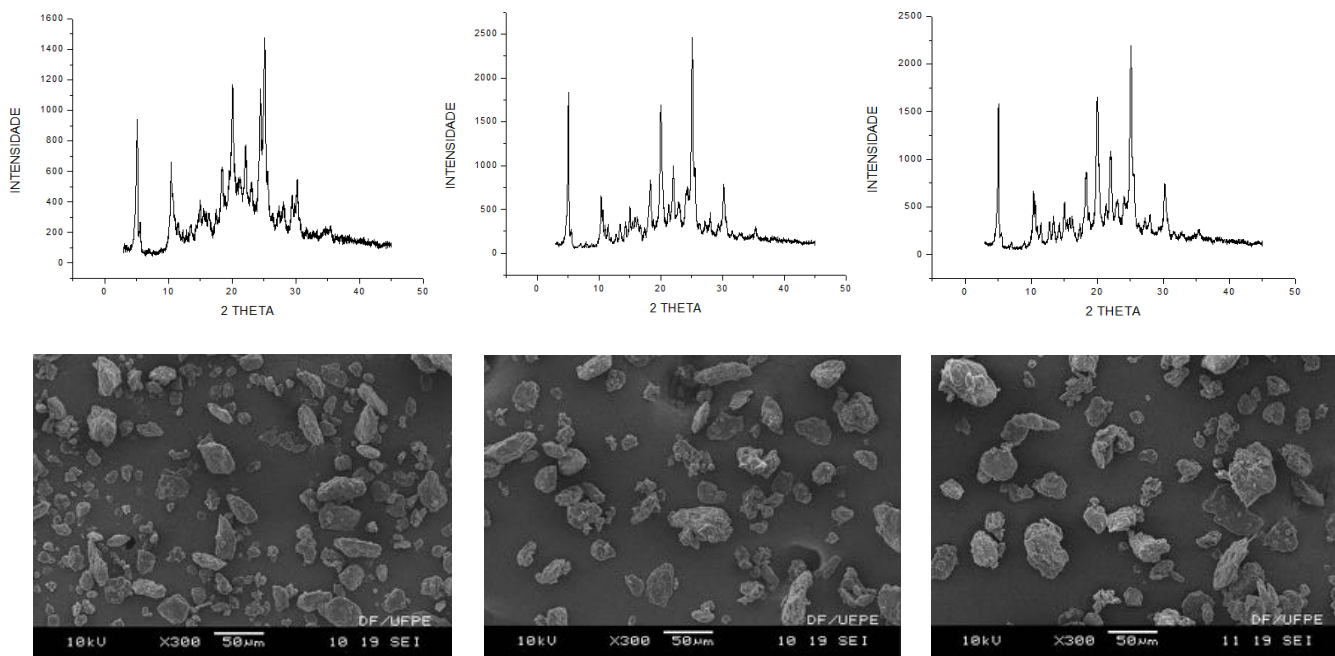 1600
1400
1200
1000
800
600
400
200
0
INTENSIDADE
0 10 20 30 40 50
2 THETA
2500
2000
1500
1000
500
0
INTENSIDADE
0 10 20 30 40 50
2 THETA
2500
2000
1500
1000
500
0
INTENSIDADE
0 10 20 30 40 50
2 THETA
DF/UFPE
10kV X300 50µm 10 19 SEI
DF/UFPE
10kV X300 50µm 10 19 SEI
DF/UFPE
10kV X300 50µm 11 19 SEI